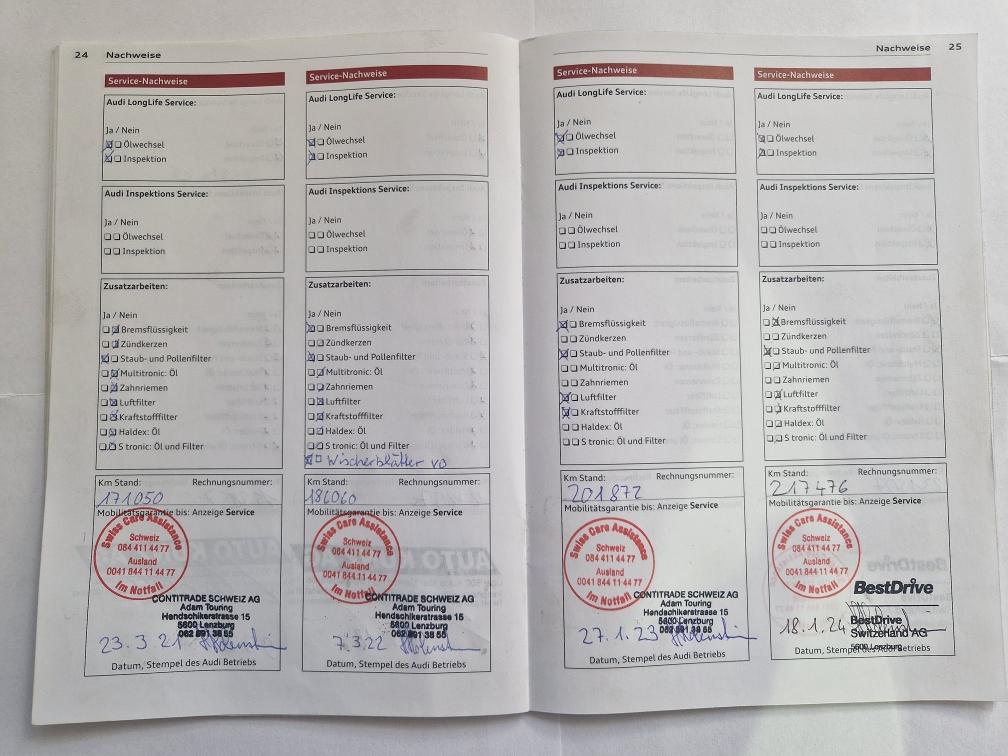 24 Nachweise
Service-Nachweise
Audi LongLife Service:
Ja / Nein
Ölwechsel
Inspektion
Audi Inspektions Service:
Ja / Nein
Ölwechsel
Inspektion
Zusatzarbeiten:
Ja / Nein
Bremsflüssigkeit
Zündkerzen
Staub- und Pollenfilter
Multitronic: Öl
Zahnriemen
Luftfilter
Kraftstofffilter
Haldex: Öl
S tronic: Öl und Filter
Km Stand: Rechnungsnummer:
171050
Mobilitätsgarantie bis: Anzeige Service
Swiss Care Assistance
Schweiz
084 411 44 77
Ausland
0041 844 11 44 77
Im Notfall
CONTITRADE SCHWEIZ AG
Adam Touring
Hendschikerstrasse 15
5600 Lenzburg
062 891 38 55
23.3.21
Datum, Stempel des Audi Betriebs
Service-Nachweise
Audi LongLife Service:
Ja / Nein
Ölwechsel
Inspektion
Audi Inspektions Service:
Ja / Nein
Ölwechsel
Inspektion
Zusatzarbeiten:
Ja / Nein
Bremsflüssigkeit
Zündkerzen
Staub- und Pollenfilter
Multitronic: Öl
Zahnriemen
Luftfilter
Kraftstofffilter
Haldex: Öl
S tronic: Öl und Filter
Wischerblätter vo
Km Stand: Rechnungsnummer:
186060
Mobilitätsgarantie bis: Anzeige Service
Swiss Care Assistance
Schweiz
084 411 44 77
Ausland
0041 844 11 44 77
Im Notfall
CONTITRADE SCHWEIZ AG
Adam Touring
Hendschikerstrasse 15
5600 Lenzburg
062 891 38 55
7.3.22
Datum, Stempel des Audi Betriebs
Nachweise 25
Service-Nachweise
Audi LongLife Service:
Ja / Nein
Ölwechsel
Inspektion
Audi Inspektions Service:
Ja / Nein
Ölwechsel
Inspektion
Zusatzarbeiten:
Ja / Nein
Bremsflüssigkeit
Zündkerzen
Staub- und Pollenfilter
Multitronic: Öl
Zahnriemen
Luftfilter
Kraftstofffilter
Haldex: Öl
S tronic: Öl und Filter
Km Stand: Rechnungsnummer:
201872
Mobilitätsgarantie bis: Anzeige Service
Swiss Care Assistance
Schweiz
084 411 44 77
Ausland
0041 844 11 44 77
Im Notfall
CONTITRADE SCHWEIZ AG
Adam Touring
Hendschikerstrasse 15
5600 Lenzburg
062 891 38 55
27.1.23
Datum, Stempel des Audi Betriebs
Service-Nachweise
Audi LongLife Service:
Ja / Nein
Ölwechsel
Inspektion
Audi Inspektions Service:
Ja / Nein
Ölwechsel
Inspektion
Zusatzarbeiten:
Ja / Nein
Bremsflüssigkeit
Zündkerzen
Staub- und Pollenfilter
Multitronic: Öl
Zahnriemen
Luftfilter
Kraftstofffilter
Haldex: Öl
S tronic: Öl und Filter
Km Stand: Rechnungsnummer:
217476
Mobilitätsgarantie bis: Anzeige Service
Swiss Care Assistance
Schweiz
084 411 44 77
Ausland
0041 844 11 44 77
Im Notfall
BestDrive
18.1.24
BestDrive
Switzerland AG
5600 Lenzburg
Datum, Stempel des Audi Betriebs